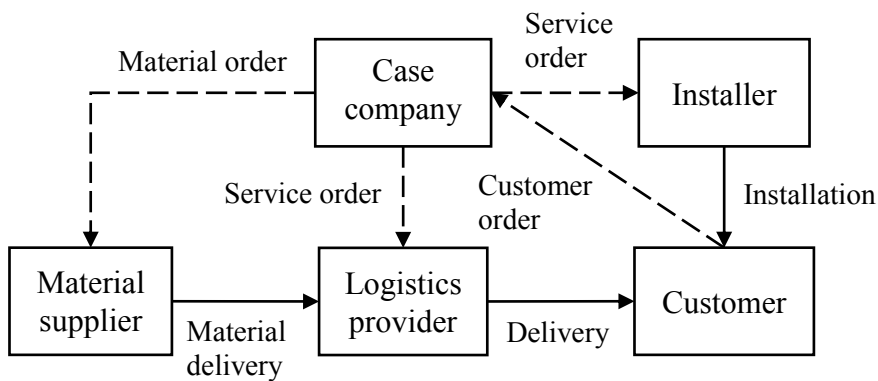 Service
order
Material order
Case
company
Installer
Service order
Customer
order
Installation
Material
supplier
Logistics
provider
Customer
Material
delivery
Delivery